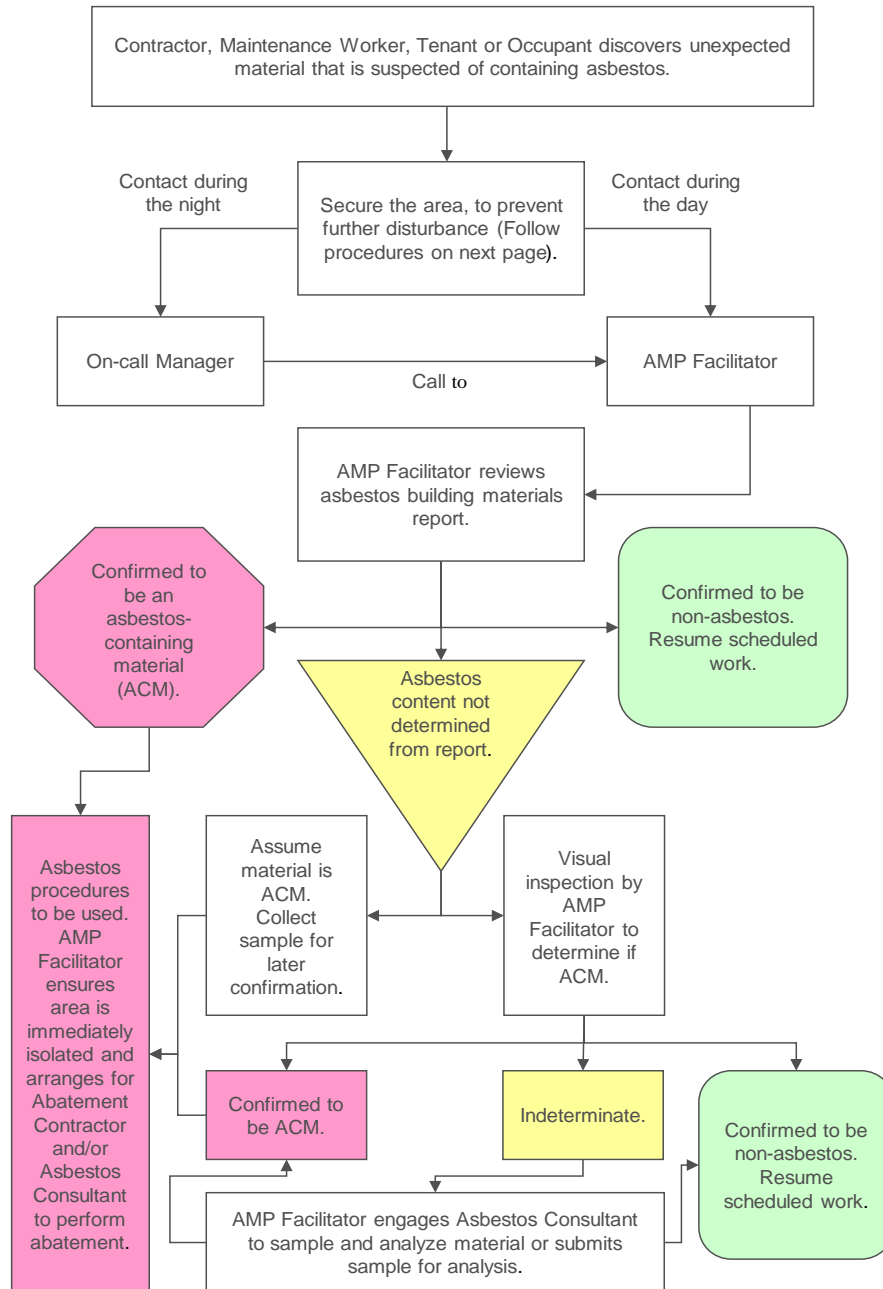 Contractor, Maintenance Worker, Tenant or Occupant discovers unexpected
material that is suspected of containing asbestos.
Contact during
the night
Secure the area, to prevent
further disturbance (Follow
procedures on next page).
Contact during
the day
On-call Manager
Call to
AMP Facilitator
AMP Facilitator reviews
asbestos building materials
report.
Confirmed to
be an
asbestos-
containing
material
(ACM).
Asbestos
content not
determined
from report.
Confirmed to be
non-asbestos.
Resume scheduled
work.
Asbestos
procedures
to be used.
AMP
Facilitator
ensures
area is
immediately
isolated and
arranges for
Abatement
Contractor
and/or
Asbestos
Consultant
to perform
abatement.
Assume
material is
ACM.
Collect
sample for
later
confirmation.
Visual
inspection by
AMP
Facilitator to
determine if
ACM.
Confirmed to
be ACM.
Indeterminate.
Confirmed to be
non-asbestos.
Resume
scheduled work.
AMP Facilitator engages Asbestos Consultant
to sample and analyze material or submits
sample for analysis.